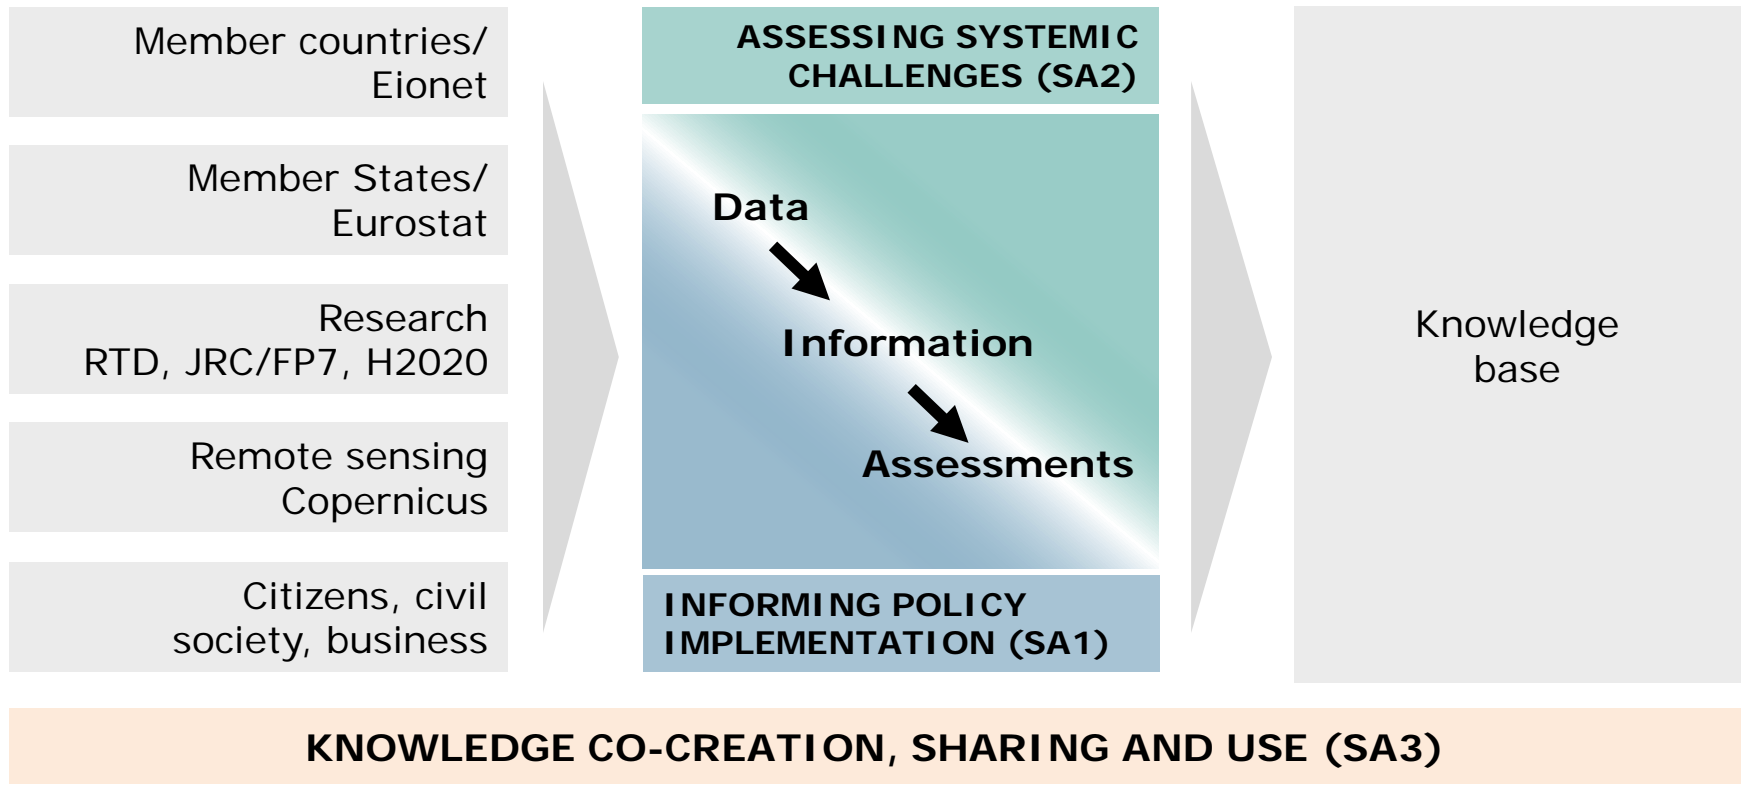 Member countries/
Eionet
Member States/
Eurostat
Research
RTD, JRC/FP7, H2020
Remote sensing
Copernicus
Citizens, civil
society, business
ASSESSING SYSTEMIC
CHALLENGES (SA2)
Data
Information
Assessments
INFORMING POLICY
IMPLEMENTATION (SA1)
Knowledge
base
KNOWLEDGE CO-CREATION, SHARING AND USE (SA3)